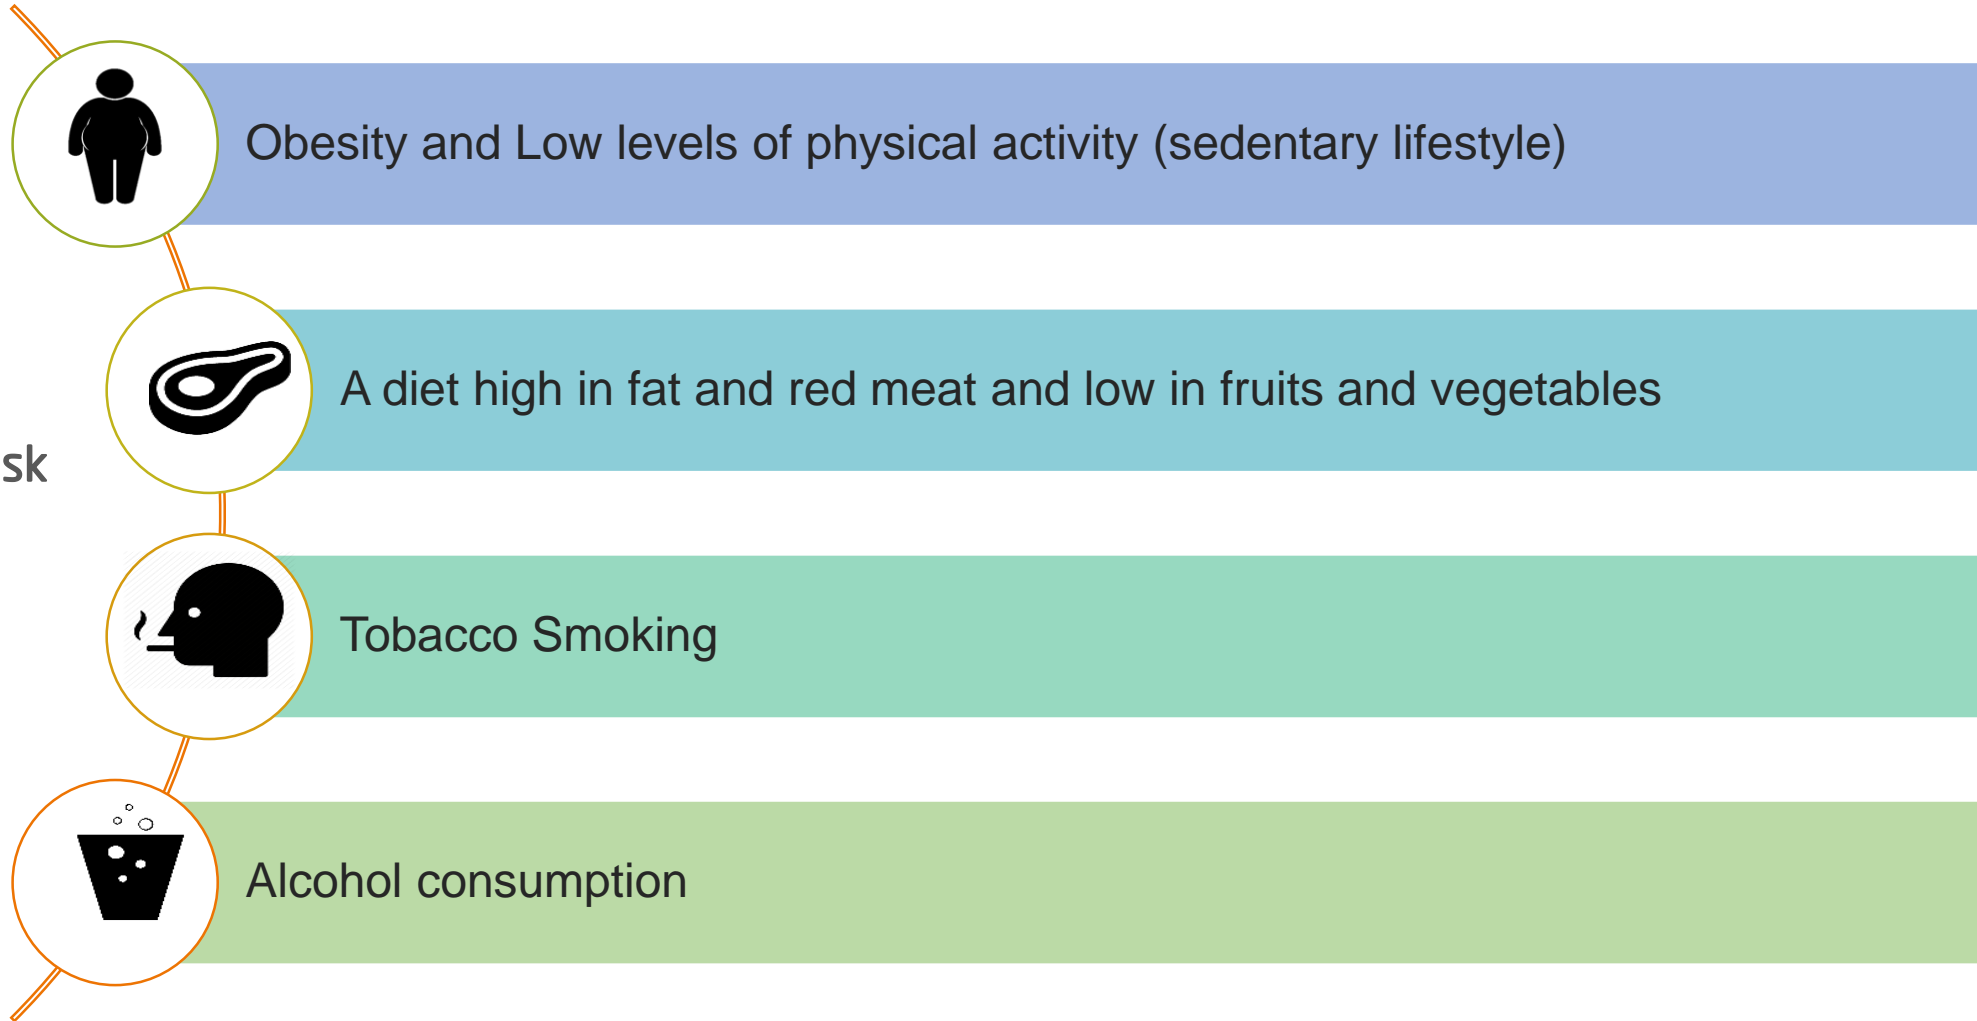 Obesity and Low levels of physical activity (sedentary lifestyle)
A diet high in fat and red meat and low in fruits and vegetables
sk
Tobacco Smoking
Alcohol consumption